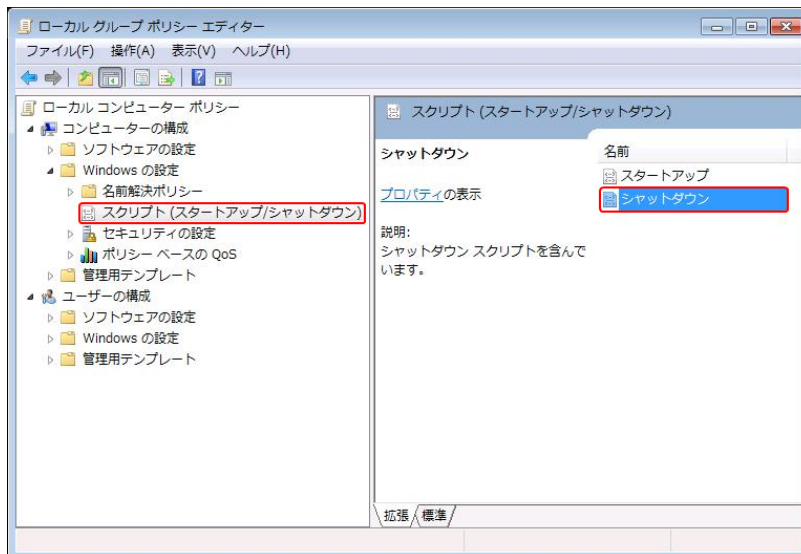 ローカル グループ ポリシー エディター
ファイル(F) 操作(A) 表示(V) ヘルプ(H)
ローカル コンピューター ポリシー
コンピューターの構成
ソフトウェアの設定
Windows の設定
名前解決ポリシー
スクリプト (スタートアップ/シャットダウン)
セキュリティの設定
ポリシー ベースの QoS
管理用テンプレート
ユーザーの構成
ソフトウェアの設定
Windows の設定
管理用テンプレート
スクリプト (スタートアップ/シャットダウン)
シャットダウン
プロパティの表示
説明:
シャットダウン スクリプトを含んで
います。
名前
スタートアップ
シャットダウン
拡張 標準